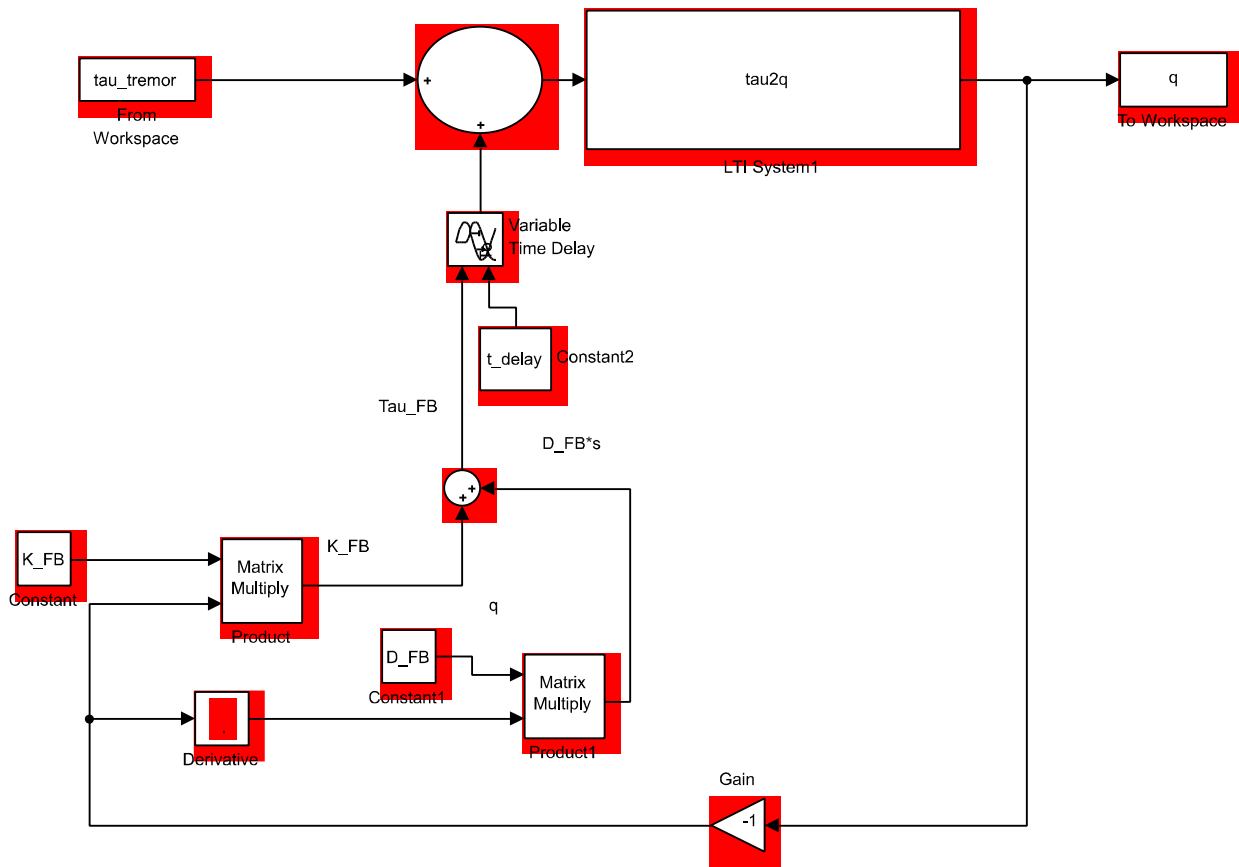 tau_tremor
From
Workspace
+
+
tau2q
LTI System1
q
To Workspace
Variable
Time Delay
t_delay
Constant2
Tau_FB
D_FB*s
+
+
K_FB
Constant
Matrix
Multiply
Product
K_FB
q
D_FB
Constant1
Matrix
Multiply
Product1
Derivative
Gain
-1